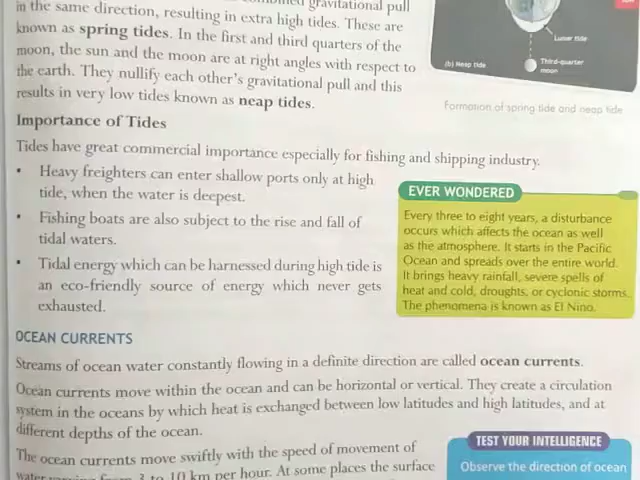 gravitational pull
in the same direction, resulting in extra high tides. These are
known as spring tides. In the first and third quarters of the
moon, the sun and the moon are at right angles with respect to
the earth. They nullify each other's gravitational pull and this
results in very low tides known as neap tides.
Lunar tide
(b) Neap tide
Third-quarter
moon
Formation of spring tide and neap tide
Importance of Tides
Tides have great commercial importance especially for fishing and shipping industry.
• Heavy freighters can enter shallow ports only at high
tide, when the water is deepest.
• Fishing boats are also subject to the rise and fall of
tidal waters.
• Tidal energy which can be harnessed during high tide is
an eco-friendly source of energy which never gets
exhausted.
EVER WONDERED
Every three to eight years, a disturbance
occurs which affects the ocean as well
as the atmosphere. It starts in the Pacific
Ocean and spreads over the entire world.
It brings heavy rainfall, severe spells of
heat and cold, droughts, or cyclonic storms.
The phenomena is known as El Nino.
OCEAN CURRENTS
Streams of ocean water constantly flowing in a definite direction are called ocean currents.
Ocean currents move within the ocean and can be horizontal or vertical. They create a circulation
system in the oceans by which heat is exchanged between low latitudes and high latitudes, and at
different depths of the ocean.
The ocean currents move swiftly with the speed of movement of
3 to 10 km per hour. At some places the surface
TEST YOUR INTELLIGENCE
Observe the direction of ocean